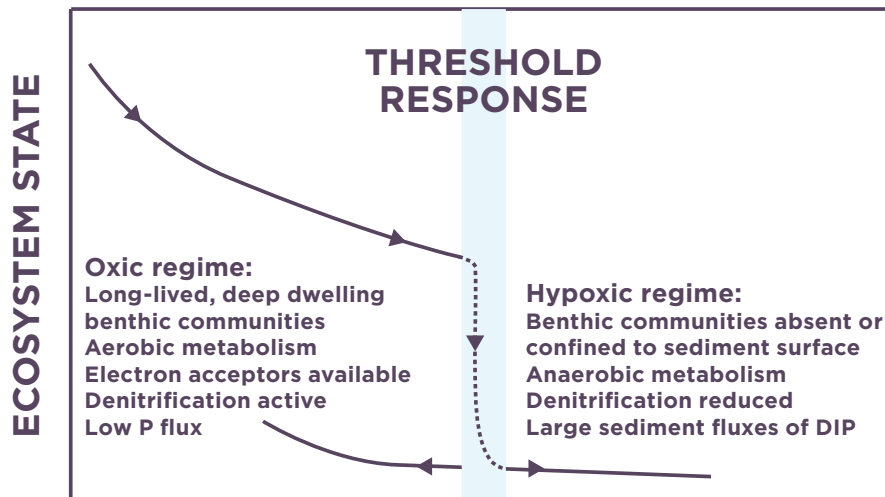 ECOSYSTEM STATE
THRESHOLD
RESPONSE
Oxic regime:
Long-lived, deep dwelling
benthic communities
Aerobic metabolism
Electron acceptors available
Denitrification active
Low P flux
Hypoxic regime:
Benthic communities absent or
confined to sediment surface
Anaerobic metabolism
Denitrification reduced
Large sediment fluxes of DIP